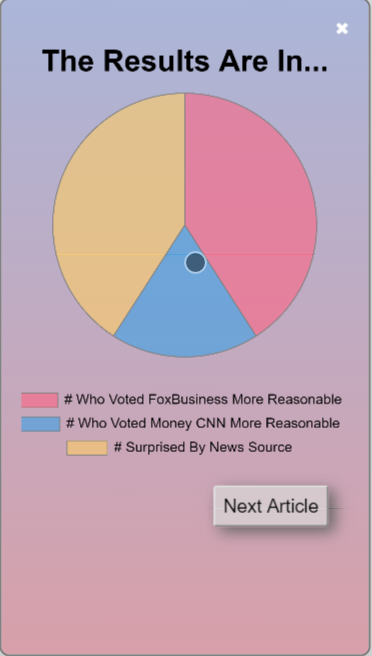 The Results Are In...
# Who Voted FoxBusiness More Reasonable
# Who Voted Money CNN More Reasonable
# Surprised By News Source
Next Article